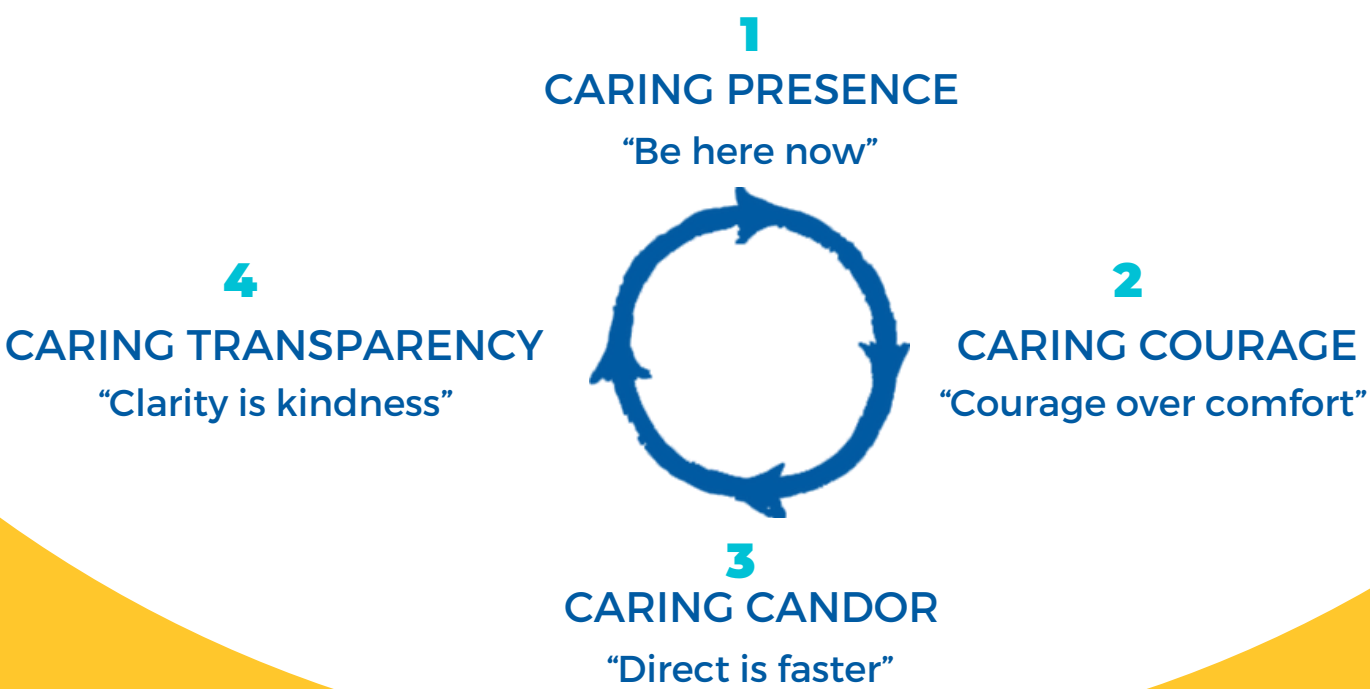 1
CARING PRESENCE
“Be here now”
2
CARING COURAGE
“Courage over comfort”
3
CARING CANDOR
“Direct is faster”
4
CARING TRANSPARENCY
“Clarity is kindness”